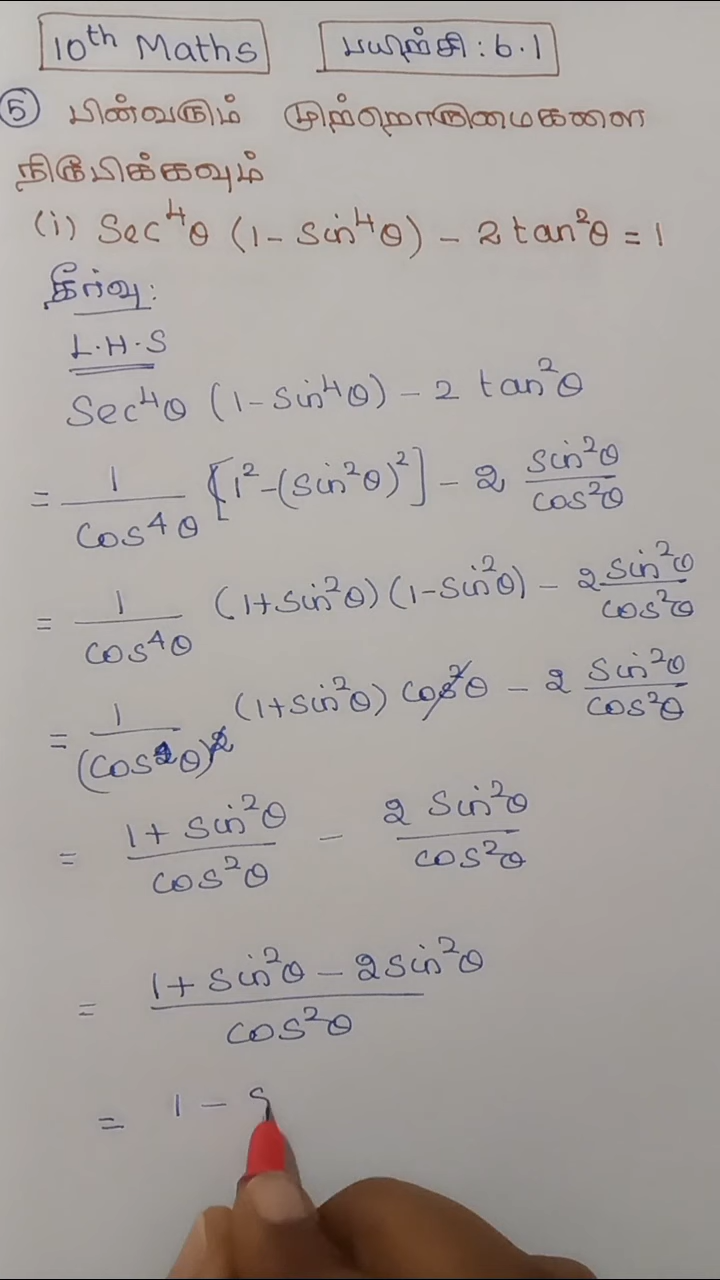 10th Maths பயிற்சி : 6.1
⑤ பின்வரும் முற்றொருமைகளை
நிரூபிக்கவும்
(i) Sec⁴θ (1 - Sin⁴θ) - 2 tan²θ = 1
தீர்வு :
L.H.S
Sec⁴θ (1 - Sin⁴θ) - 2 tan²θ
= 1/cos⁴θ [1² - (Sin²θ)²] - 2 Sin²θ/cos²θ
= 1/cos⁴θ (1 + Sin²θ) (1 - Sin²θ) - 2 Sin²θ/cos²θ
= 1/(cos²θ)² (1 + Sin²θ) cos²θ - 2 Sin²θ/cos²θ
= (1 + Sin²θ)/cos²θ - 2 Sin²θ/cos²θ
= (1 + Sin²θ - 2Sin²θ)/cos²θ
= 1 - S